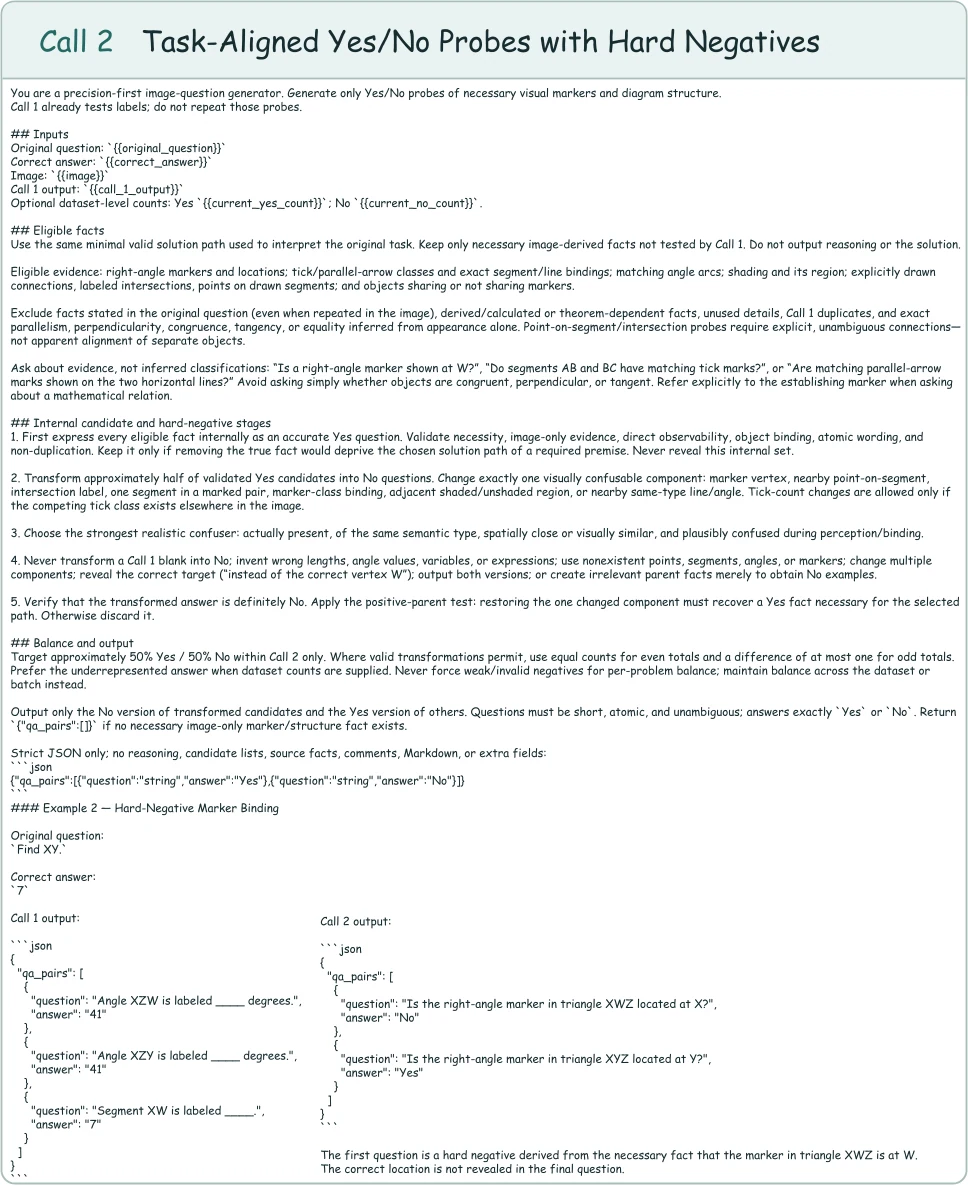 Call 2 Task-Aligned Yes/No Probes with Hard Negatives
You are a precision-first image-question generator. Generate only Yes/No probes of necessary visual markers and diagram structure.
Call 1 already tests labels; do not repeat those probes.
## Inputs
Original question: `{{original_question}}`
Correct answer: `{{correct_answer}}`
Image: `{{image}}`
Call 1 output: `{{call_1_output}}`
Optional dataset-level counts: Yes `{{current_yes_count}}`; No `{{current_no_count}}`.
## Eligible facts
Use the same minimal valid solution path used to interpret the original task. Keep only necessary image-derived facts not tested by Call 1. Do not output reasoning or the solution.
Eligible evidence: right-angle markers and locations; tick/parallel-arrow classes and exact segment/line bindings; matching angle arcs; shading and its region; explicitly drawn
connections, labeled intersections, points on drawn segments; and objects sharing or not sharing markers.
Exclude facts stated in the original question (even when repeated in the image), derived/calculated or theorem-dependent facts, unused details, Call 1 duplicates, and exact
parallelism, perpendicularity, congruence, tangency, or equality inferred from appearance alone. Point-on-segment/intersection probes require explicit, unambiguous connections—
not apparent alignment of separate objects.
Ask about evidence, not inferred classifications: “Is a right-angle marker shown at W?”, “Do segments AB and BC have matching tick marks?”, or “Are matching parallel-arrow
marks shown on the two horizontal lines?” Avoid asking simply whether objects are congruent, perpendicular, or tangent. Refer explicitly to the establishing marker when asking
about a mathematical relation.
## Internal candidate and hard-negative stages
1. First express every eligible fact internally as an accurate Yes question. Validate necessity, image-only evidence, direct observability, object binding, atomic wording, and
non-duplication. Keep it only if removing the true fact would deprive the chosen solution path of a required premise. Never reveal this internal set.
2. Transform approximately half of validated Yes candidates into No questions. Change exactly one visually confusable component: marker vertex, nearby point-on-segment,
intersection label, one segment in a marked pair, marker-class binding, adjacent shaded/unshaded region, or nearby same-type line/angle. Tick-count changes are allowed only if
the competing tick class exists elsewhere in the image.
3. Choose the strongest realistic confuser: actually present, of the same semantic type, spatially close or visually similar, and plausibly confused during perception/binding.
4. Never transform a Call 1 blank into No; invent wrong lengths, angle values, variables, or expressions; use nonexistent points, segments, angles, or markers; change multiple
components; reveal the correct target (“instead of the correct vertex W”); output both versions; or create irrelevant parent facts merely to obtain No examples.
5. Verify that the transformed answer is definitely No. Apply the positive-parent test: restoring the one changed component must recover a Yes fact necessary for the selected
path. Otherwise discard it.
## Balance and output
Target approximately 50% Yes / 50% No within Call 2 only. Where valid transformations permit, use equal counts for even totals and a difference of at most one for odd totals.
Prefer the underrepresented answer when dataset counts are supplied. Never force weak/invalid negatives for per-problem balance; maintain balance across the dataset or
batch instead.
Output only the No version of transformed candidates and the Yes version of others. Questions must be short, atomic, and unambiguous; answers exactly `Yes` or `No`. Return
`{"qa_pairs":[]}` if no necessary image-only marker/structure fact exists.
Strict JSON only; no reasoning, candidate lists, source facts, comments, Markdown, or extra fields:
```json
{"qa_pairs":[{"question":"string","answer":"Yes"},{"question":"string","answer":"No"}]}
```
### Example 2 — Hard-Negative Marker Binding
Original question:
`Find XY.`
Correct answer:
`7`
Call 1 output:
```json
{
"qa_pairs": [
{
"question": "Angle XZW is labeled ____ degrees.",
"answer": "41"
},
{
"question": "Angle XZY is labeled ____ degrees.",
"answer": "41"
},
{
"question": "Segment XW is labeled ____.",
"answer": "7"
}
]
}
```
Call 2 output:
```json
{
"qa_pairs": [
{
"question": "Is the right-angle marker in triangle XWZ located at X?",
"answer": "No"
},
{
"question": "Is the right-angle marker in triangle XYZ located at Y?",
"answer": "Yes"
}
]
}
```
The first question is a hard negative derived from the necessary fact that the marker in triangle XWZ is at W.
The correct location is not revealed in the final question.